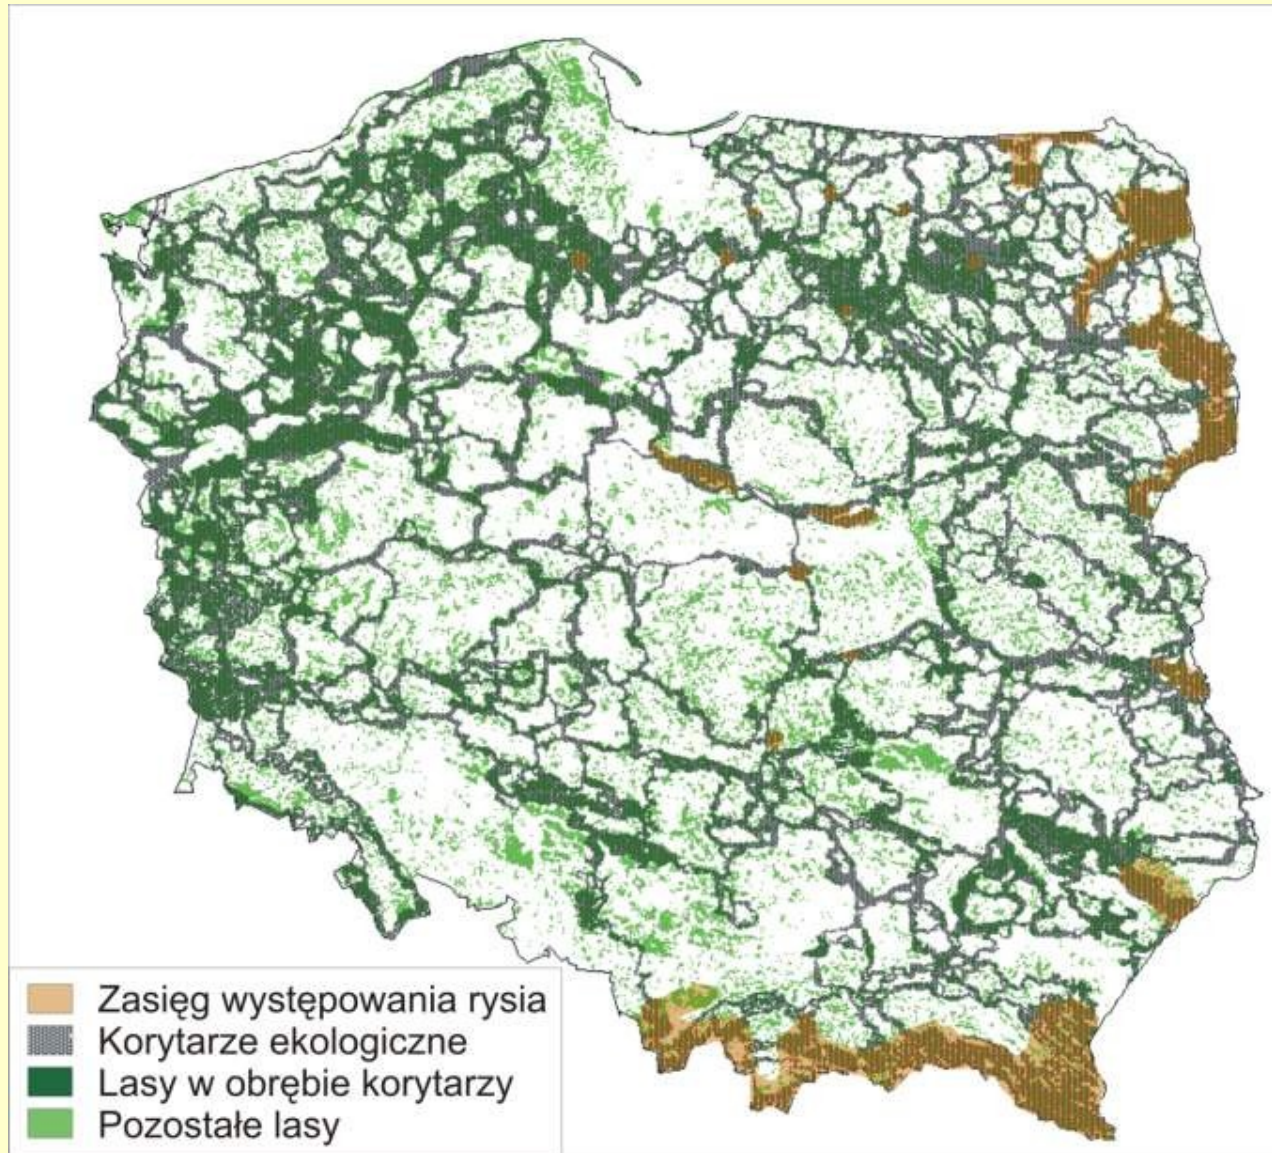 Zasięg występowania rysia
Korytarze ekologiczne
Lasy w obrębie korytarzy
Pozostałe lasy